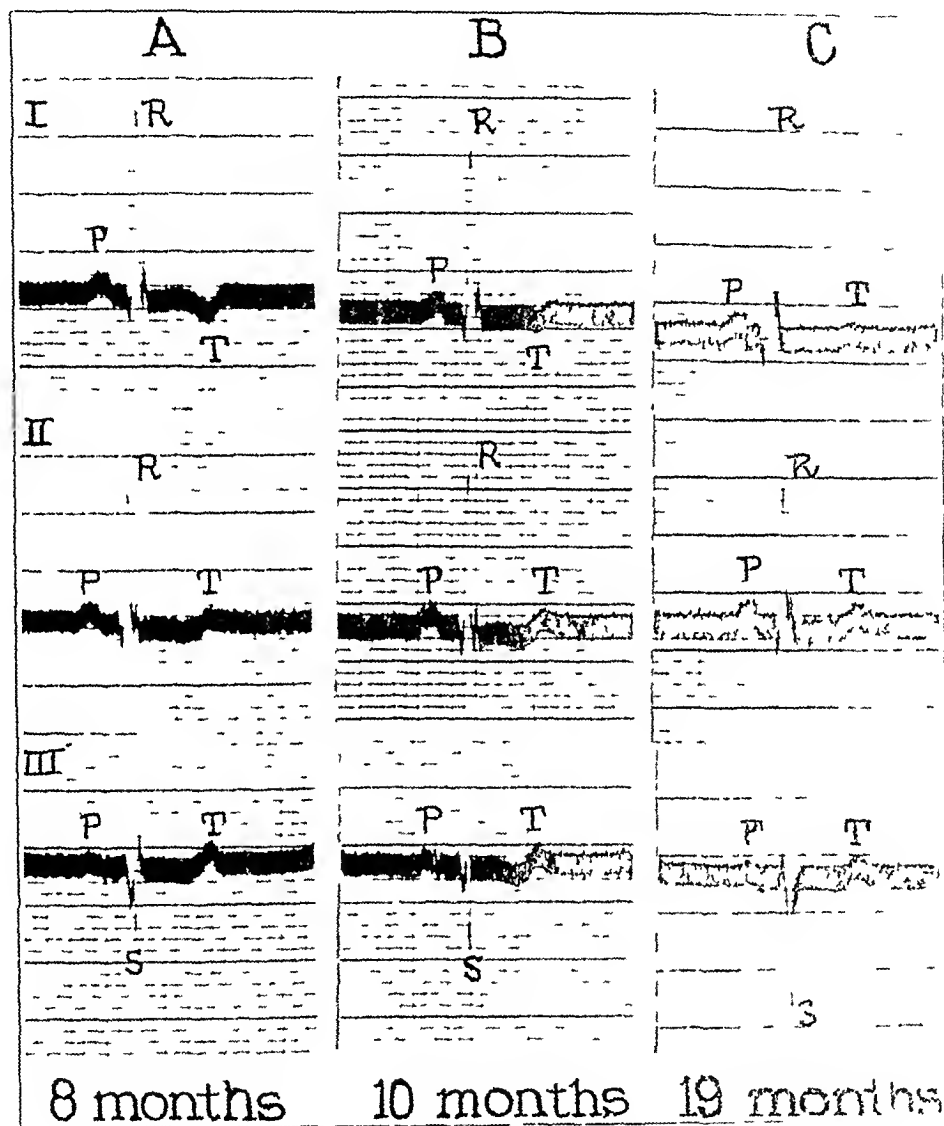 A B C
I R R R
P P P T
T T
II R R R
P T P T P T
III
P T P T P T
S S S
8 months 10 months 19 months